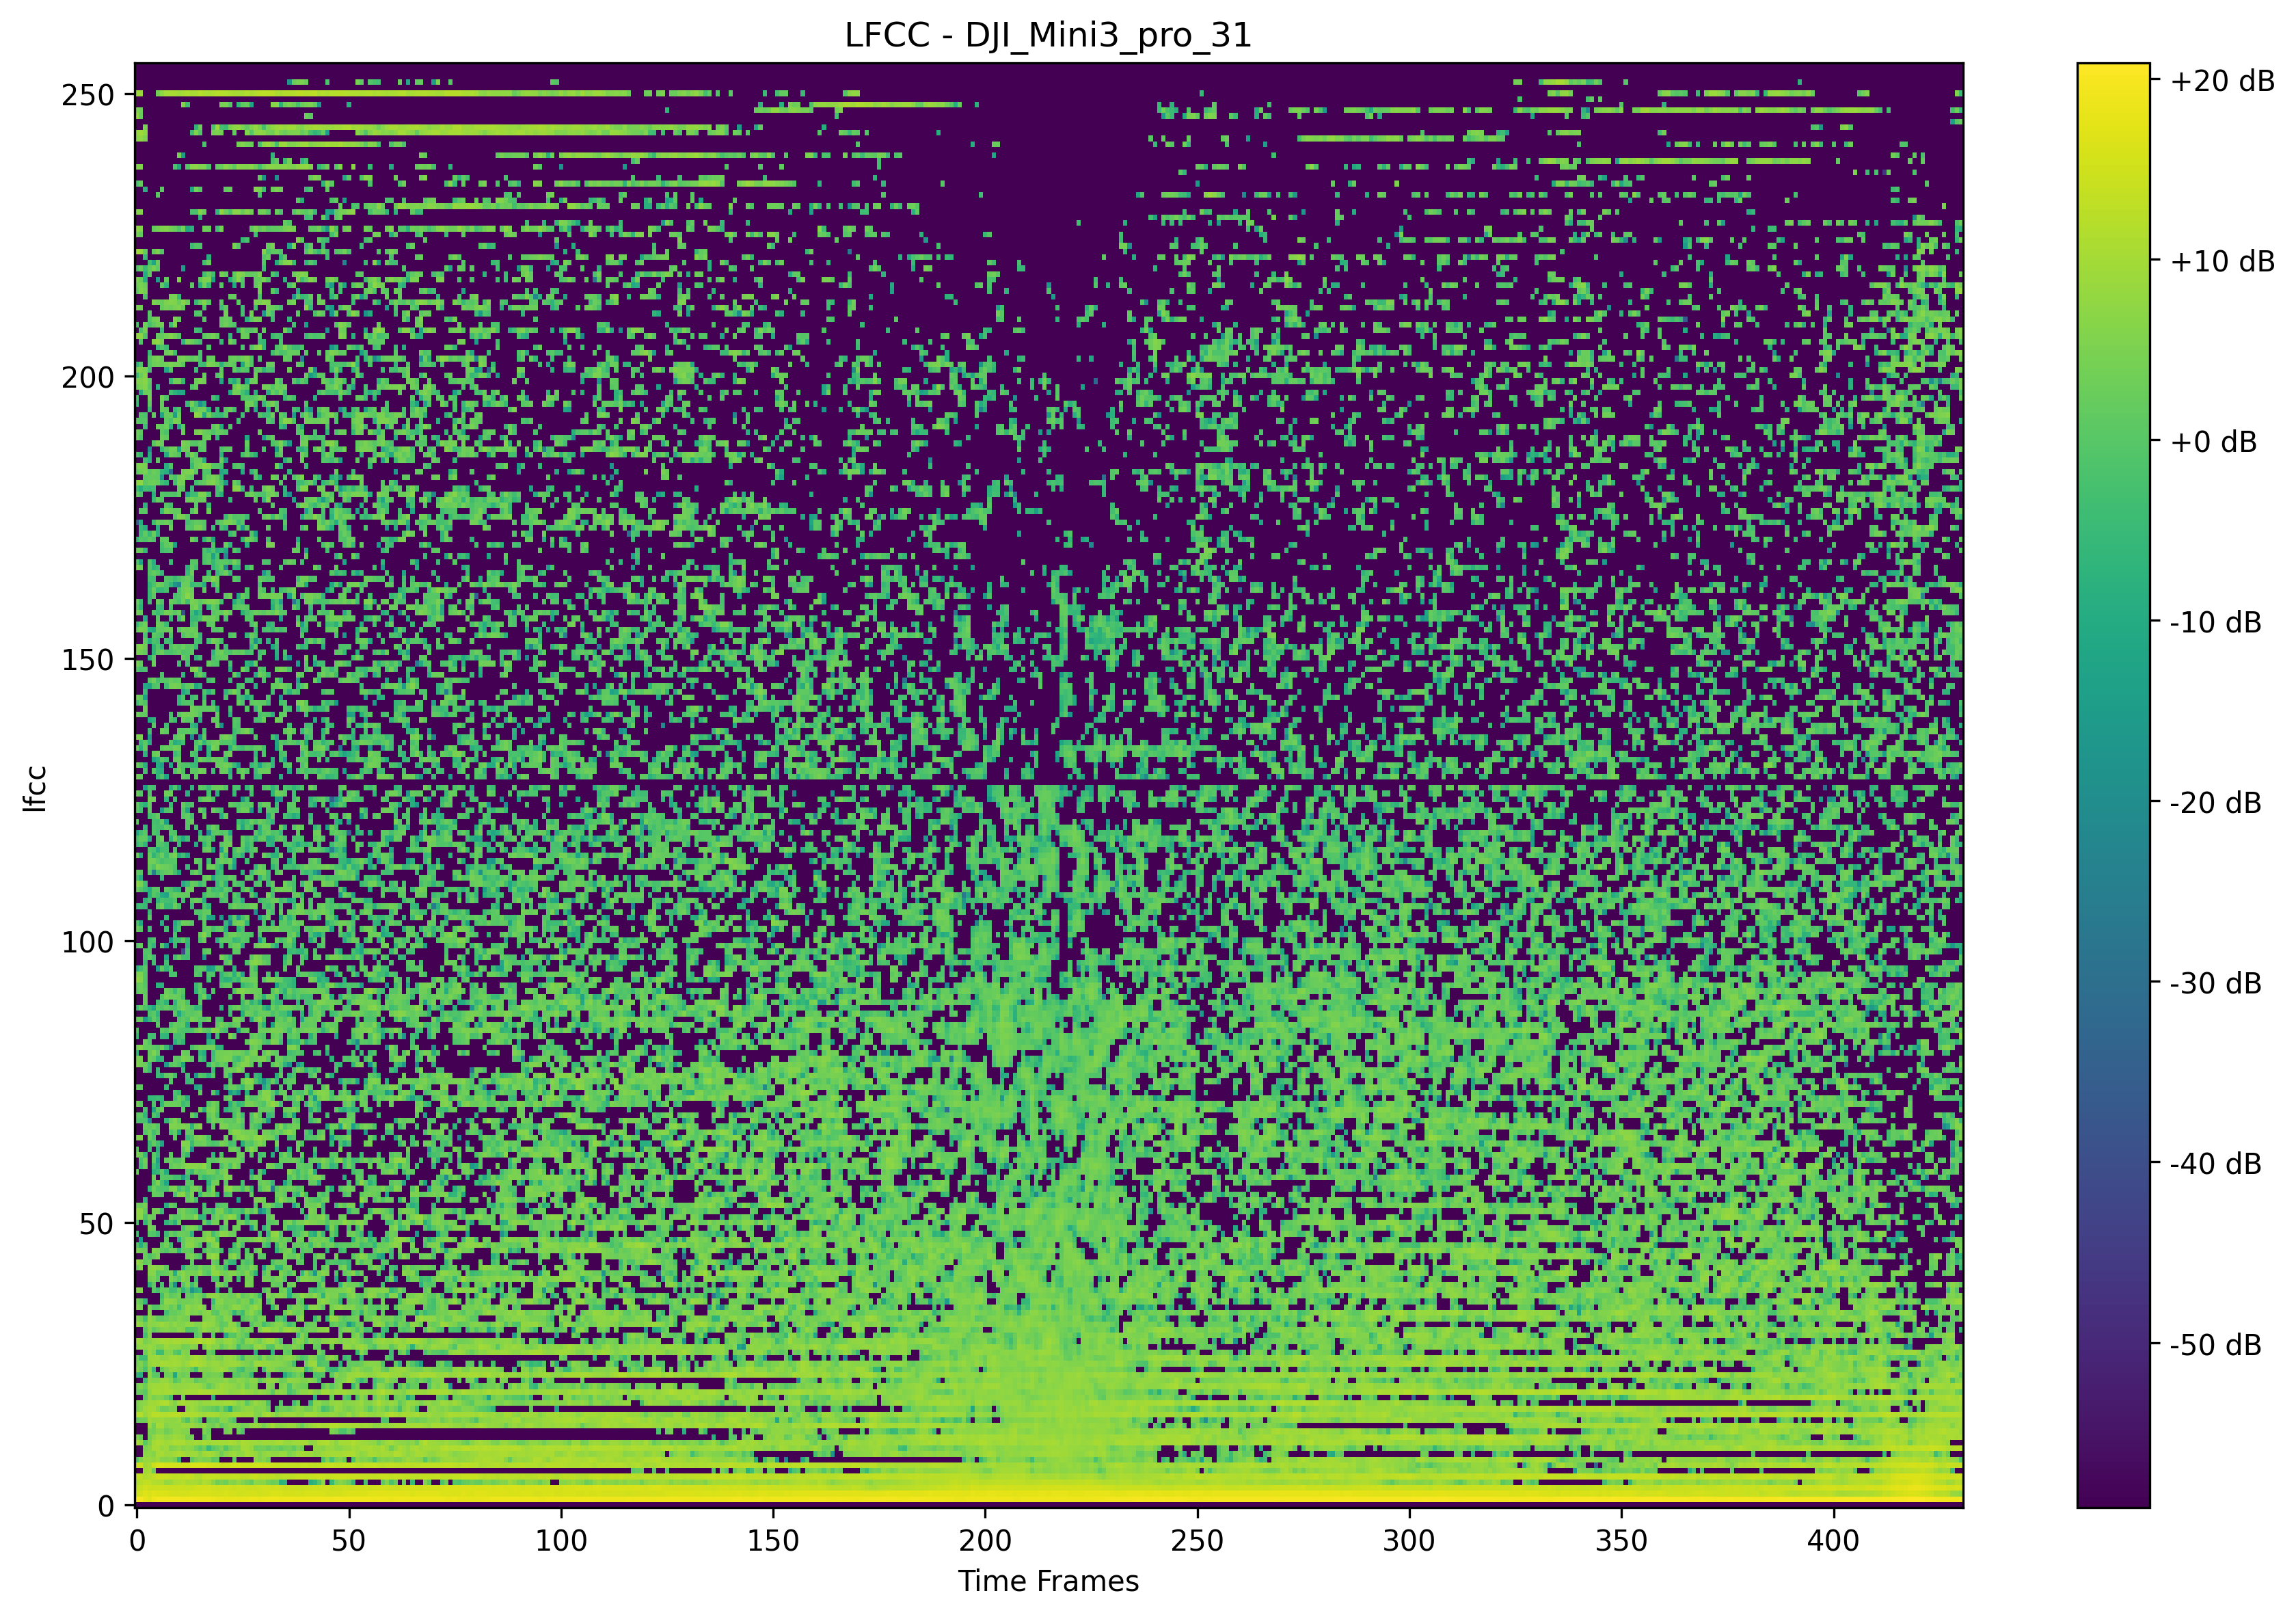 LFCC - DJI_Mini3_pro_31
250
200
150
100
50
0
lfcc
0 50 100 150 200 250 300 350 400
Time Frames
+20 dB
+10 dB
+0 dB
-10 dB
-20 dB
-30 dB
-40 dB
-50 dB